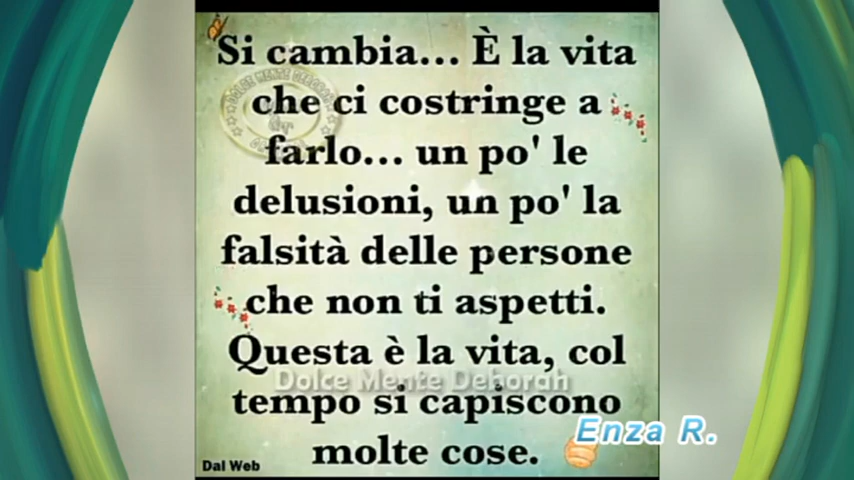 Si cambia... È la vita
che ci costringe a
farlo... un po' le
delusioni, un po' la
falsità delle persone
che non ti aspetti.
Questa è la vita, col
Dolce Mente Deborah
tempo si capiscono
Enza R.
molte cose.
Dal Web